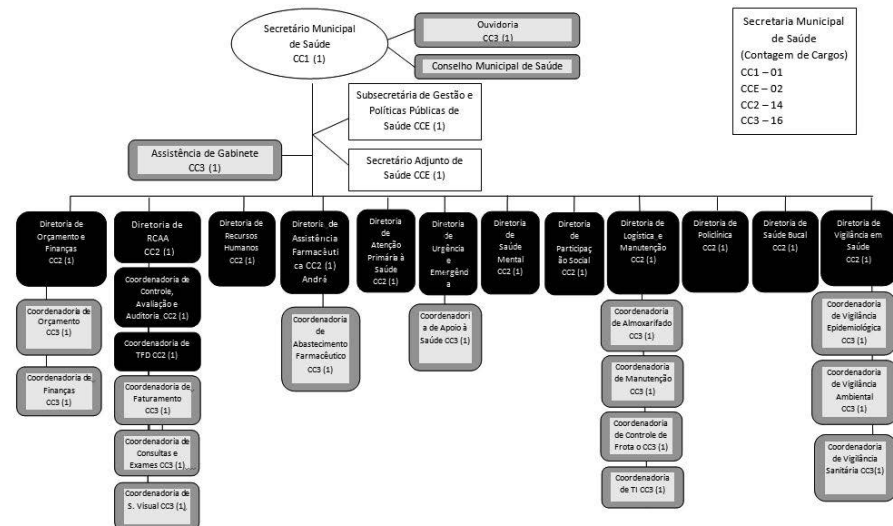 Secretário Municipal
de Saúde
CC1 (1)
Ouvidoria
CC3 (1)
Conselho Municipal de Saúde
Secretaria Municipal
de Saúde
(Contagem de Cargos)
CC1 – 01
CCE – 02
CC2 – 14
CC3 – 16
Subsecretária de Gestão e
Políticas Públicas de
Saúde CCE (1)
Assistência de Gabinete
CC3 (1)
Secretário Adjunto de
Saúde CCE (1)
Diretoria de
Orçamento e
Finanças
CC2 (1)
Coordenadoria de
Orçamento
CC3 (1)
Coordenadoria de
Finanças
CC3 (1)
Diretoria de
RCAA
CC2 (1)
Coordenadoria de
Controle,
Avaliação e
Auditoria CC2 (1)
Coordenadoria de
TFD CC2 (1)
Coordenadoria de
Faturamento
CC3 (1)
Coordenadoria de
Consultas e
Exames CC3 (1)
Coordenadoria de
S. Visual CC3 (1)
Diretoria de
Recursos
Humanos
CC2 (1)
Diretoria de
Assistência
Farmacêut
ica CC2 (1)
André
Coordenadoria
de
Abastecimento
Farmacêutico
CC3 (1)
Diretoria
de
Atenção
Primária à
Saúde
CC2 (1)
Diretoria
de
Urgência
e
Emergênci
a
Coordenadori
a de Apoio à
Saúde CC3 (1)
Diretoria
de Saúde
Mental
CC2 (1)
Diretoria
de
Participaç
ão Social
CC2 (1)
Diretoria de
Logística e
Manutenção
CC2 (1)
Coordenadoria
de Almoxarifado
CC3 (1)
Coordenadoria
de Manutenção
CC3 (1)
Coordenadoria
de Controle de
Frota o CC3 (1)
Coordenadoria
de TI CC3 (1)
Diretoria de
Policlínica
CC2 (1)
Diretoria de
Saúde Bucal
CC2 (1)
Diretoria de
Vigilância em
Saúde
CC2 (1)
Coordenadoria
de Vigilância
Epidemiológica
CC3 (1)
Coordenadoria
de Vigilância
Ambiental
CC3 (1)
Coordenadoria
de Vigilância
Sanitária CC3(1)